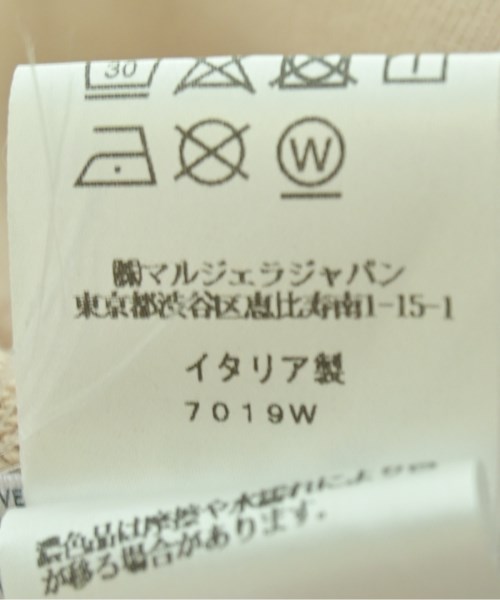 30
W
㈱マルジェラジャパン
東京都渋谷区恵比寿南1-15-1
イタリア製
7019W
VE
濃色品は摩擦や水濡れにより色
が移る場合があります。